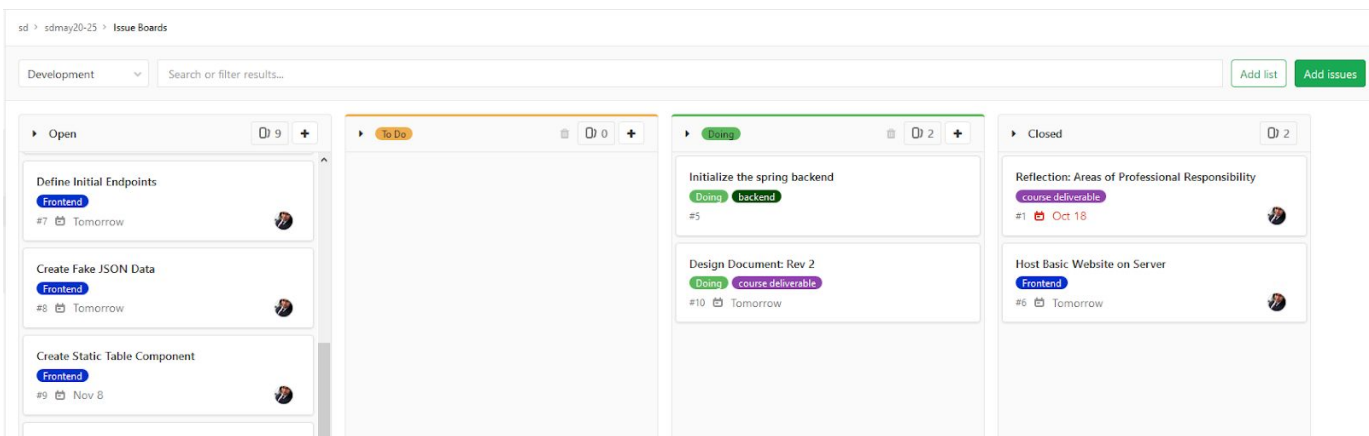 sd > sdmay20-25 > Issue Boards
Development
Search or filter results...
Add list
Add issues
Open
9
+
Define Initial Endpoints
Frontend
#7 Tomorrow
Create Fake JSON Data
Frontend
#8 Tomorrow
Create Static Table Component
Frontend
#9 Nov 8
To Do
0
+
Doing
2
+
Initialize the spring backend
Doing backend
#5
Design Document: Rev 2
Doing course deliverable
#10 Tomorrow
Closed
2
Reflection: Areas of Professional Responsibility
course deliverable
#1 Oct 18
Host Basic Website on Server
Frontend
#6 Tomorrow